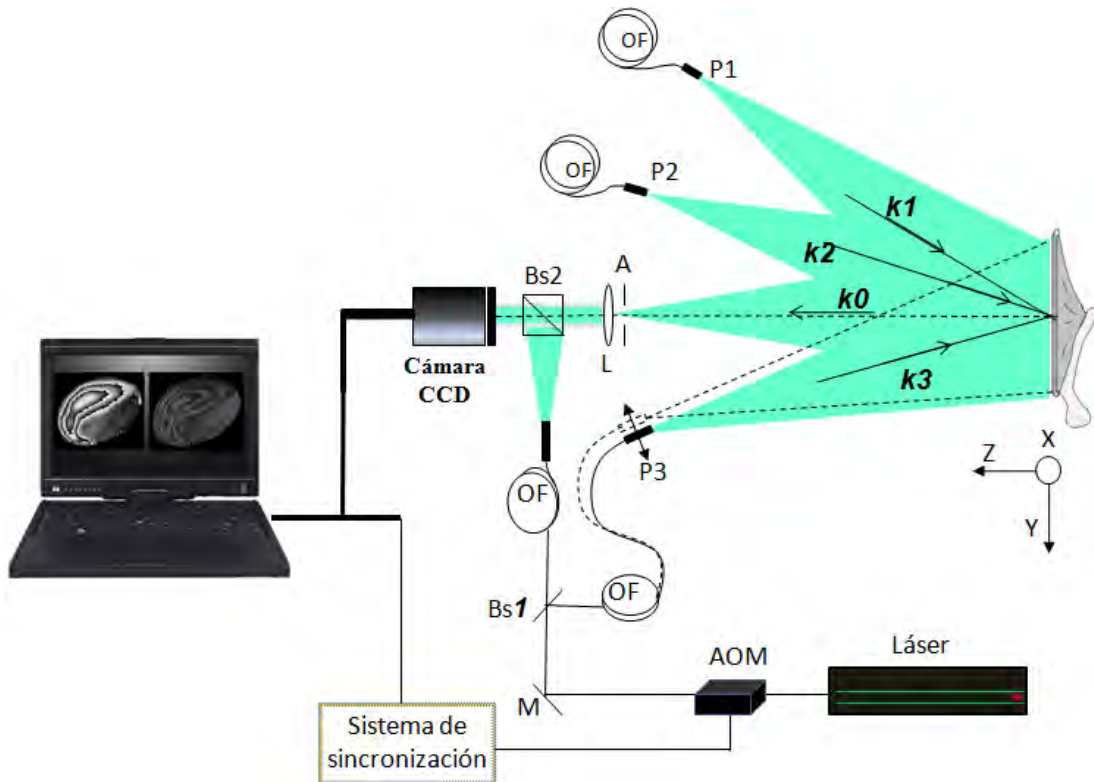 OF
P1
OF
P2
k1
k2
Bs2
A
k0
Cámara
CCD
L
k3
P3
X
Z
Y
OF
OF
Bs1
AOM
Láser
M
Sistema de
sincronización